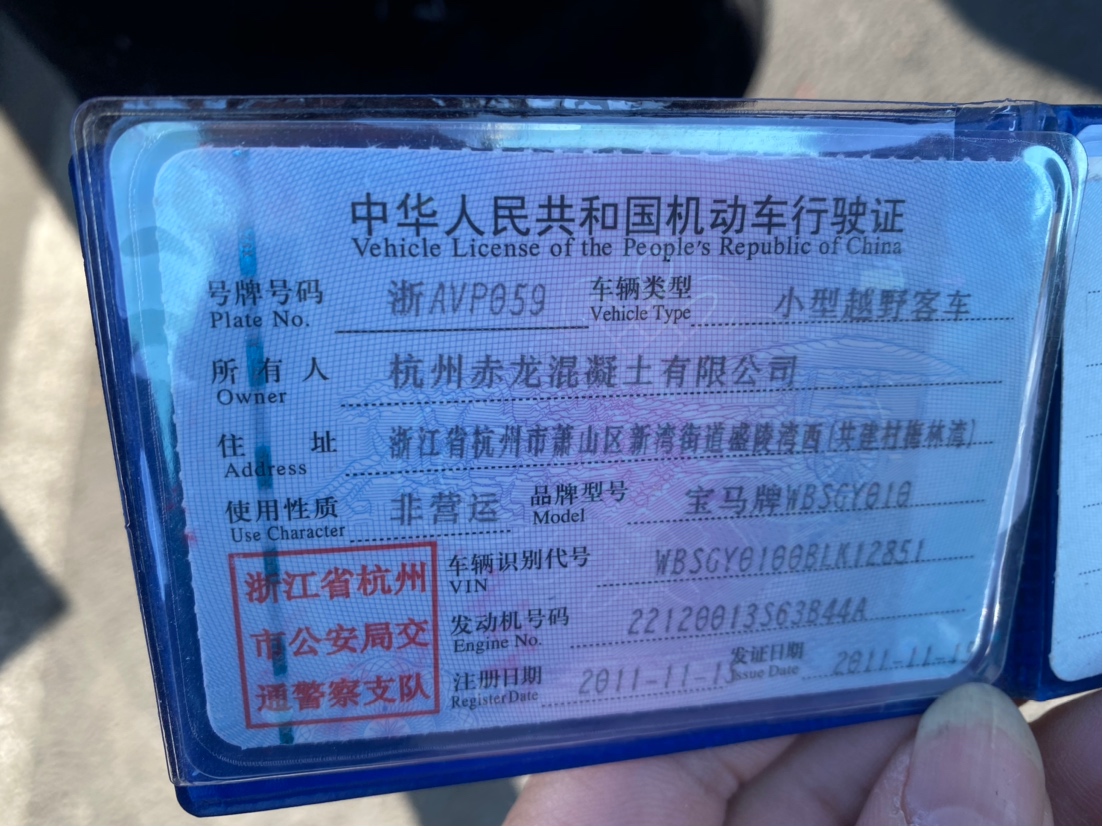 中华人民共和国机动车行驶证
Vehicle License of the People's Republic of China
号牌号码 浙AVP059 车辆类型 小型越野客车
Plate No. Vehicle Type
所有人 杭州赤龙混凝土有限公司
Owner
住址 浙江省杭州市萧山区新湾街道盛陵湾西(共建村拖林湾)
Address
使用性质 非营运 品牌型号 宝马牌WBSGY010
Use Character Model
浙江省杭州
市公安局交
通警察支队
车辆识别代号 WBSGY0100BLK12851
VIN
发动机号码 22120013S63B44A
Engine No.
注册日期 2011-11-15 发证日期 2011-11-15
Register Date Issue Date